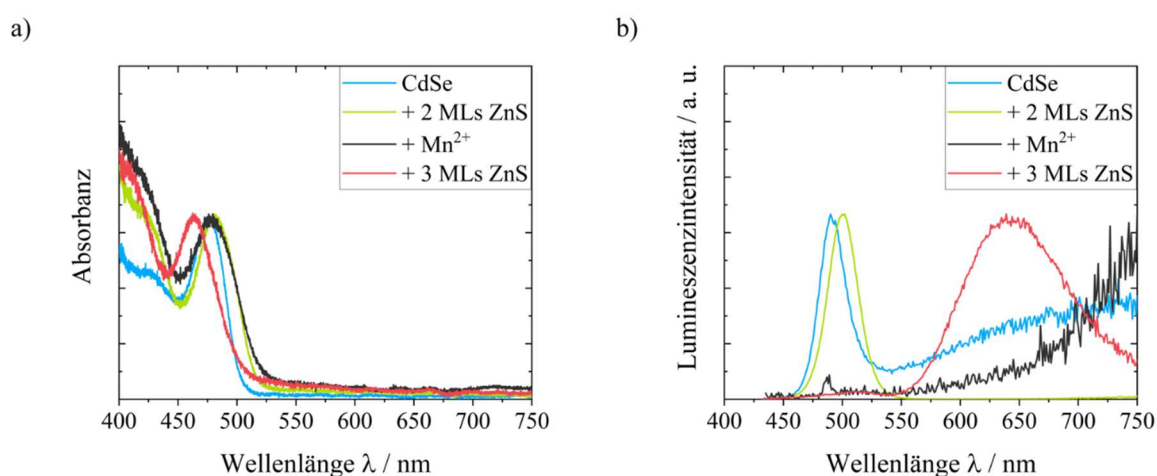 a)
Absorbanz
CdSe
+ 2 MLs ZnS
+ Mn²⁺
+ 3 MLs ZnS
400 450 500 550 600 650 700 750
Wellenlänge λ / nm
b)
Lumineszenzintensität / a. u.
CdSe
+ 2 MLs ZnS
+ Mn²⁺
+ 3 MLs ZnS
400 450 500 550 600 650 700 750
Wellenlänge λ / nm